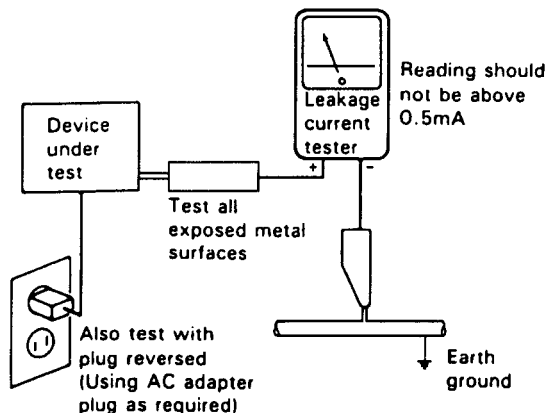 Device
under
test
Leakage
current
tester
+
-
Reading should
not be above
0.5mA
Test all
exposed metal
surfaces
Also test with
plug reversed
(Using AC adapter
plug as required)
Earth
ground